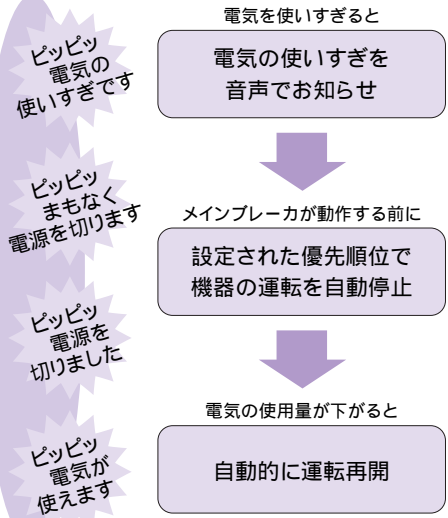 電気を使いすぎると
ピッピッ
電気の
使いすぎです
電気の使いすぎを
音声でお知らせ
ピッピッ
まもなく
電源を切ります
メインブレーカが動作する前に
設定された優先順位で
機器の運転を自動停止
ピッピッ
電源を
切りました
電気の使用量が下がると
ピッピッ
電気が
使えます
自動的に運転再開